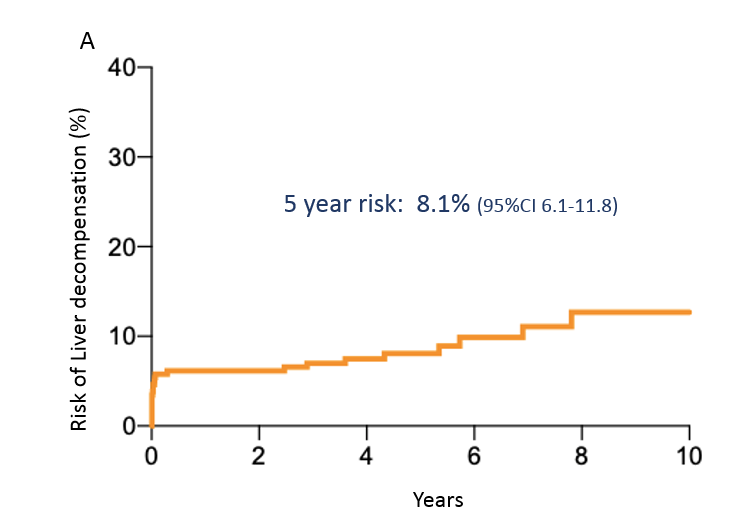 A
40
30
20
10
0
Risk of Liver decompensation (%)
5 year risk:  8.1% (95%CI 6.1-11.8)
0 2 4 6 8 10
Years